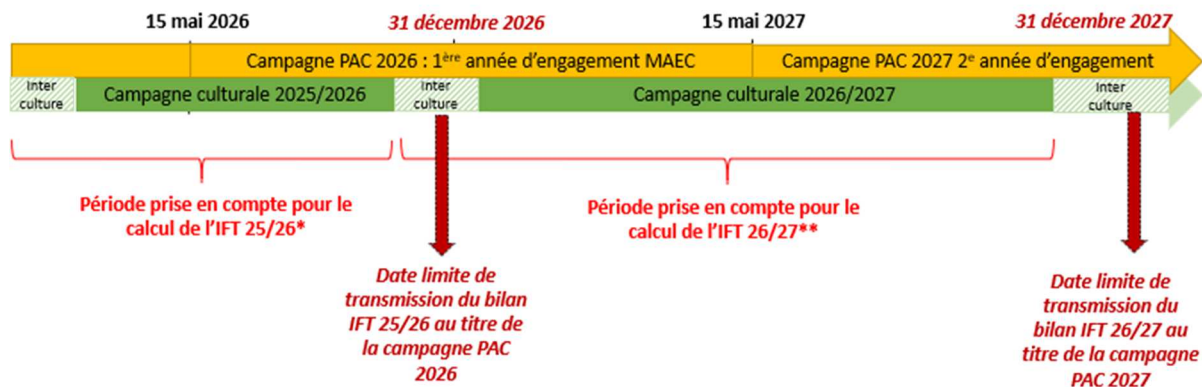 15 mai 2026
31 décembre 2026
15 mai 2027
31 décembre 2027
Campagne PAC 2026 : 1ère année d’engagement MAEC
Campagne PAC 2027 2e année d’engagement
Inter
culture
Campagne culturale 2025/2026
Inter
culture
Campagne culturale 2026/2027
Inter
culture
Période prise en compte pour le
calcul de l’IFT 25/26*
Période prise en compte pour le
calcul de l’IFT 26/27**
Date limite de
transmission du bilan
IFT 25/26 au titre de
la campagne PAC
2026
Date limite de
transmission du
bilan IFT 26/27 au
titre de la campagne
PAC 2027